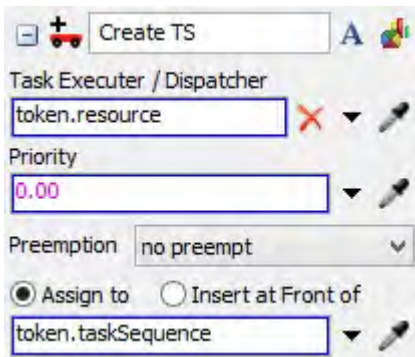 Create TS A
Task Executer / Dispatcher
token.resource
Priority
0.00
Preemption no preempt
Assign to Insert at Front of
token.taskSequence